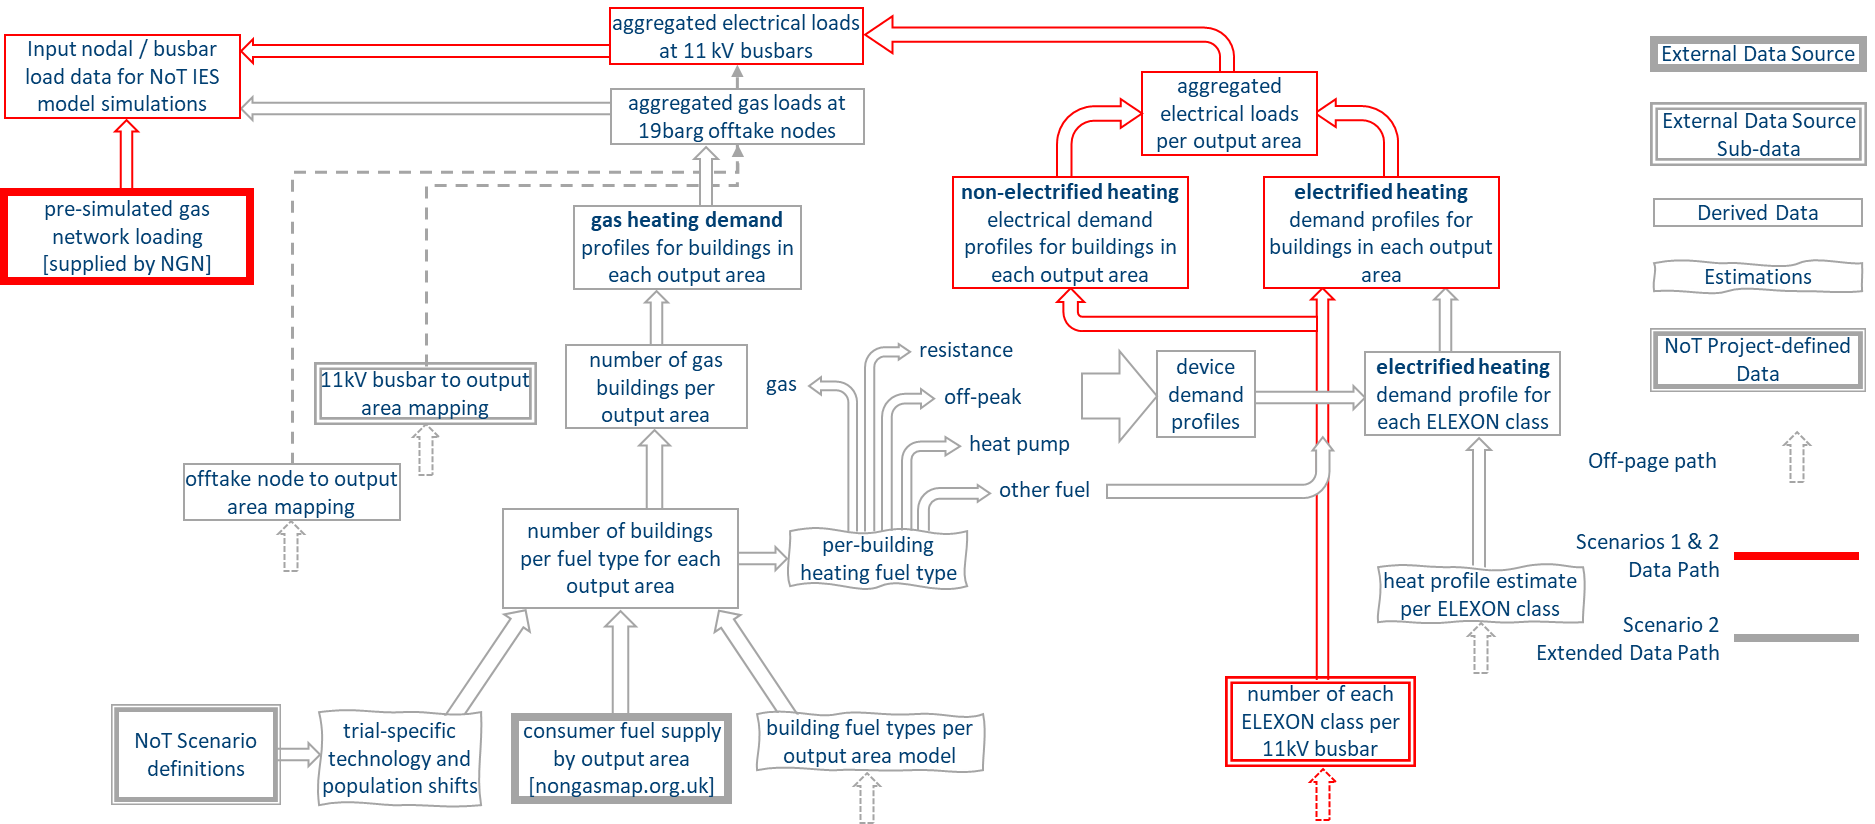 aggregated electrical loads
at 11 kV busbars
Input nodal / busbar
load data for NoT IES
model simulations
aggregated gas loads at
19barg offtake nodes
aggregated
electrical loads
per output area
pre-simulated gas
network loading
[supplied by NGN]
gas heating demand
profiles for buildings in
each output area
non-electrified heating
electrical demand
profiles for buildings in
each output area
electrified heating
demand profiles for
buildings in each output
area
11kV busbar to output
area mapping
number of gas
buildings per
output area
gas
resistance
off-peak
heat pump
other fuel
device
demand
profiles
electrified heating
demand profile for
each ELEXON class
offtake node to output
area mapping
number of buildings
per fuel type for each
output area
per-building
heating fuel type
heat profile estimate
per ELEXON class
NoT Scenario
definitions
trial-specific
technology and
population shifts
consumer fuel supply
by output area
[nongasmap.org.uk]
building fuel types per
output area model
number of each
ELEXON class per
11kV busbar
External Data Source
External Data Source
Sub-data
Derived Data
Estimations
NoT Project-defined
Data
Off-page path
Scenarios 1 & 2
Data Path
Scenario 2
Extended Data Path